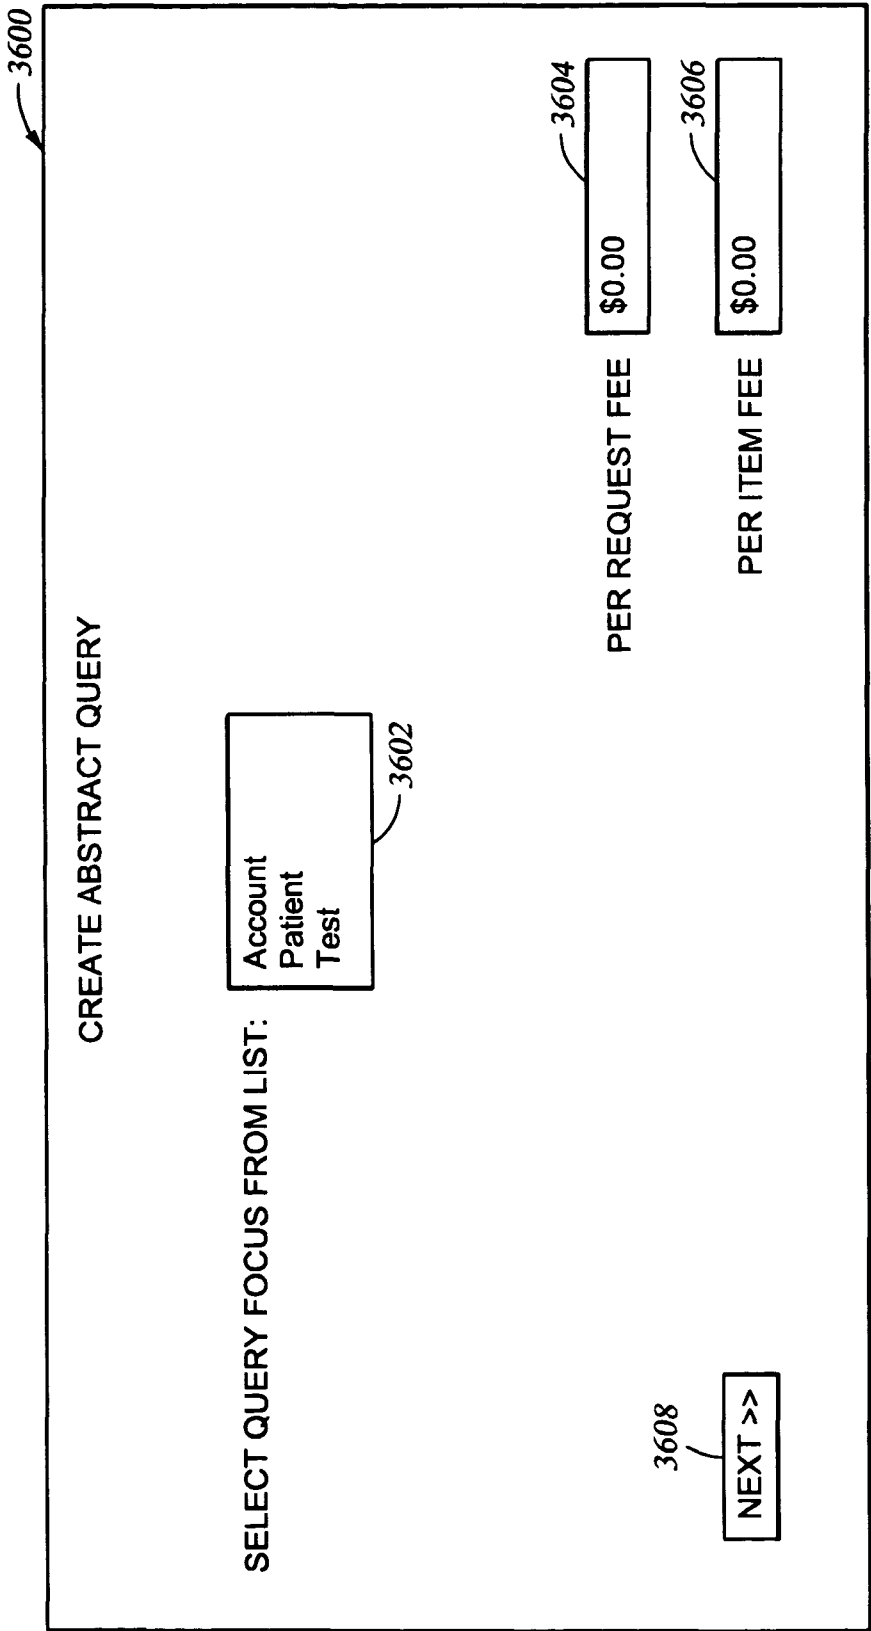 3600
CREATE ABSTRACT QUERY
SELECT QUERY FOCUS FROM LIST:
Account
Patient
Test
3602
3604
PER REQUEST FEE
$0.00
3606
PER ITEM FEE
$0.00
3608
NEXT >>